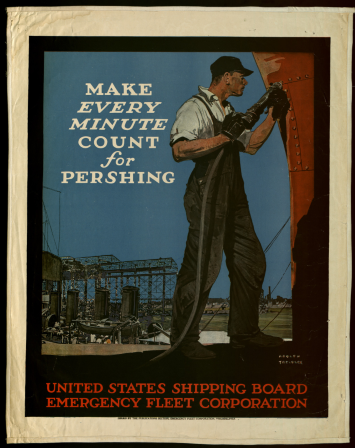 MAKE
EVERY
MINUTE
COUNT
for
PERSHING
UNITED STATES SHIPPING BOARD
EMERGENCY FLEET CORPORATION